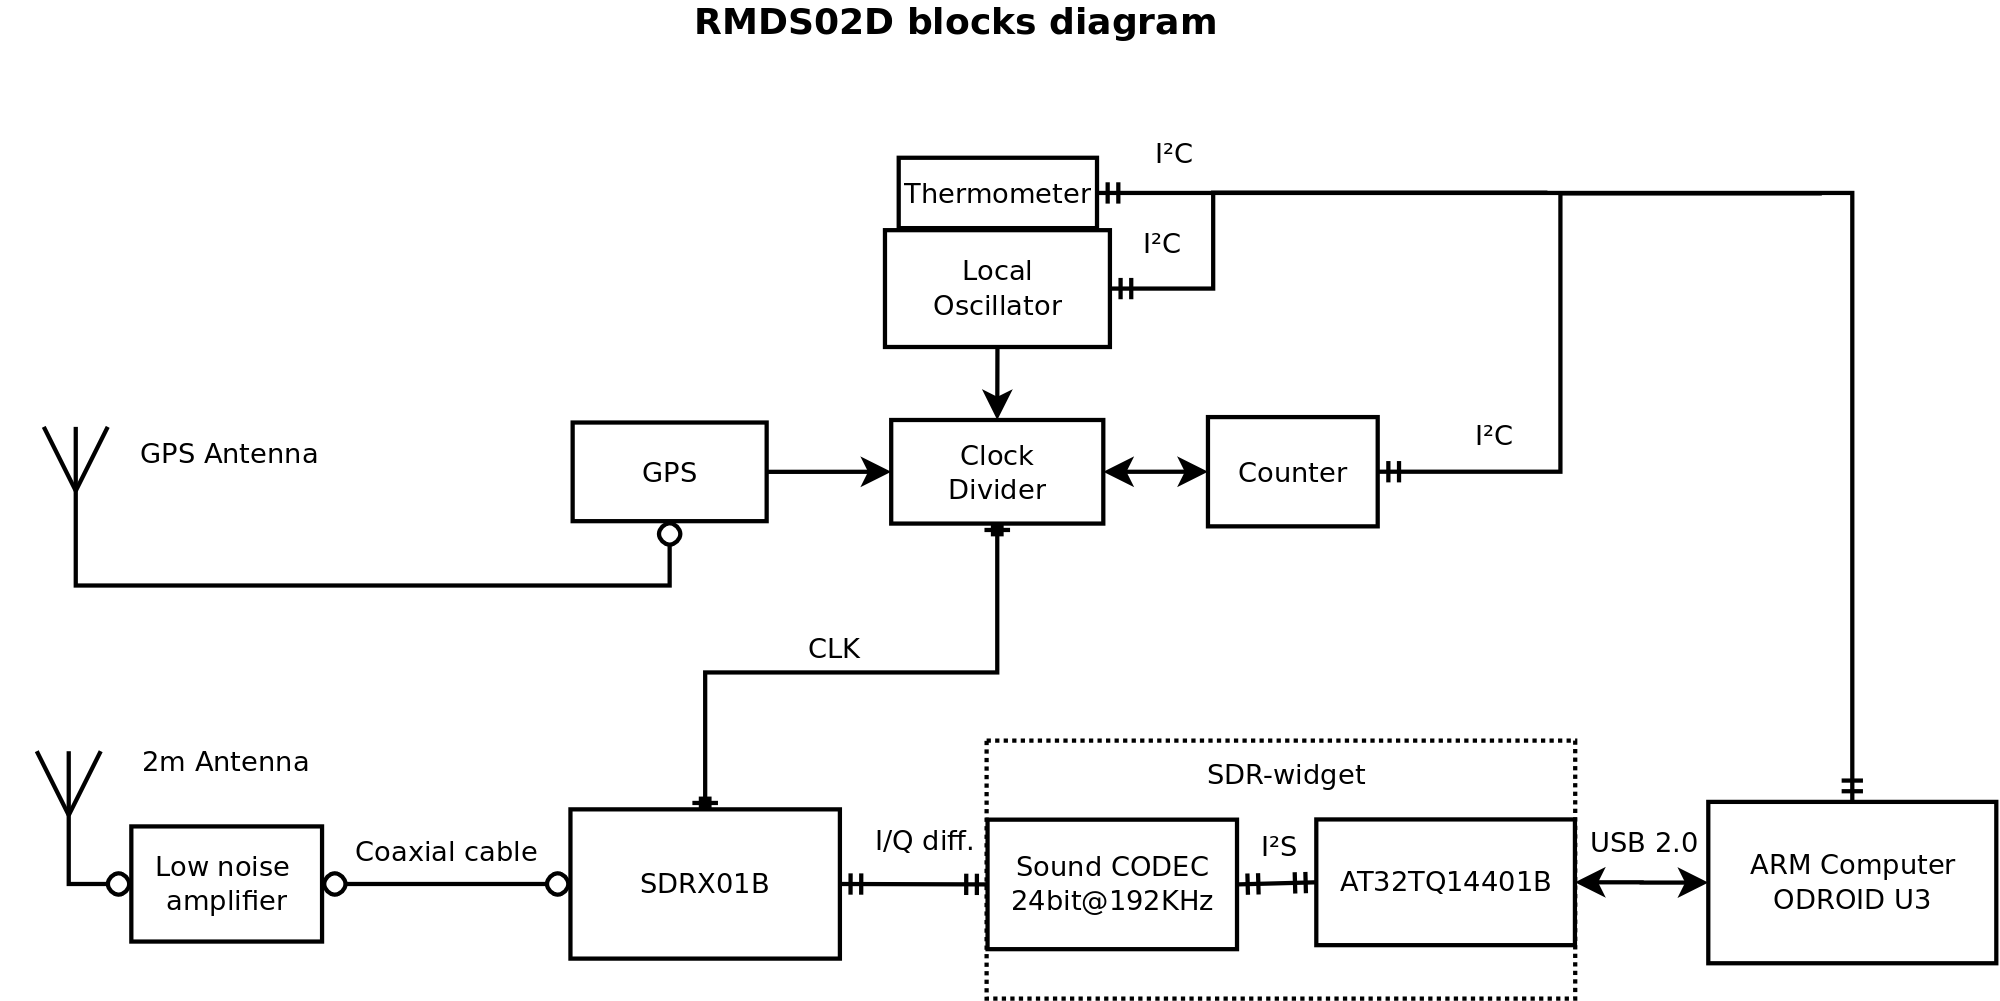 RMDS02D blocks diagram
I²C
Thermometer
I²C
Local
Oscillator
GPS Antenna
GPS
Clock
Divider
Counter
I²C
CLK
2m Antenna
SDR-widget
Low noise
amplifier
Coaxial cable
SDRX01B
I/Q diff.
Sound CODEC
24bit@192KHz
I²S
AT32TQ14401B
USB 2.0
ARM Computer
ODROID U3